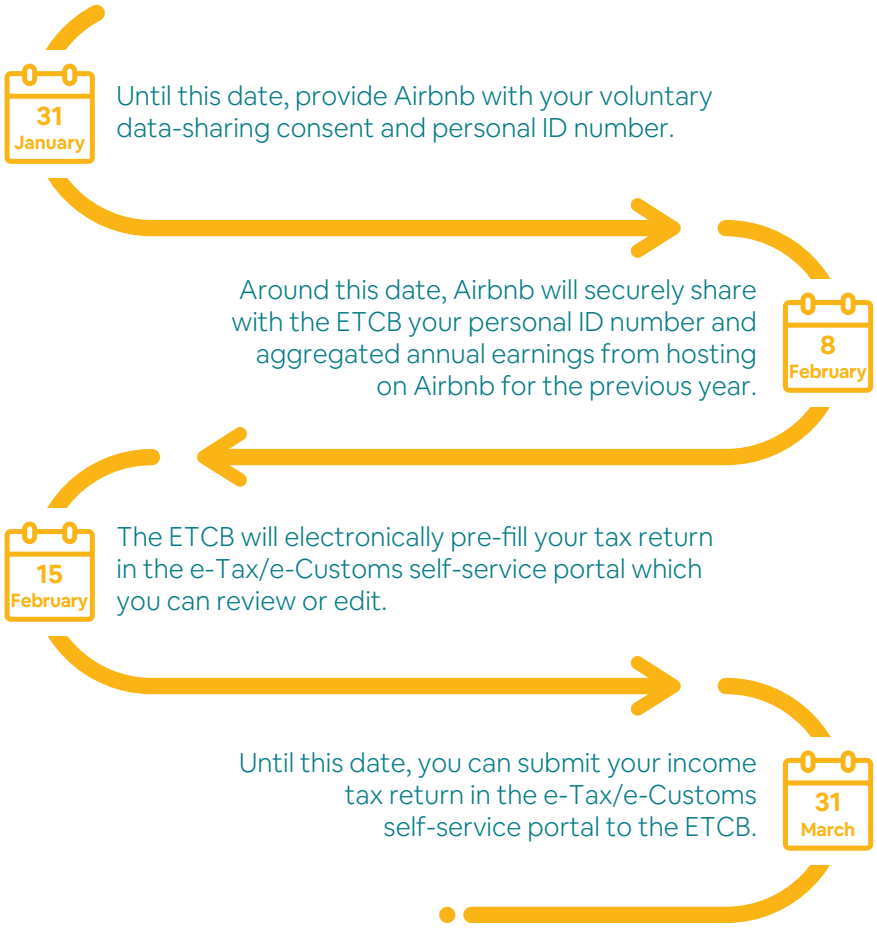 31
January
Until this date, provide Airbnb with your voluntary
data-sharing consent and personal ID number.
Around this date, Airbnb will securely share
with the ETCB your personal ID number and
aggregated annual earnings from hosting
on Airbnb for the previous year.
8
February
15
February
The ETCB will electronically pre-fill your tax return
in the e-Tax/e-Customs self-service portal which
you can review or edit.
Until this date, you can submit your income
tax return in the e-Tax/e-Customs
self-service portal to the ETCB.
31
March